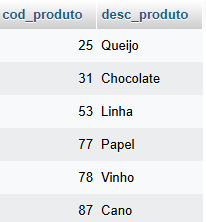 cod_produto desc_produto
25 Queijo
31 Chocolate
53 Linha
77 Papel
78 Vinho
87 Cano